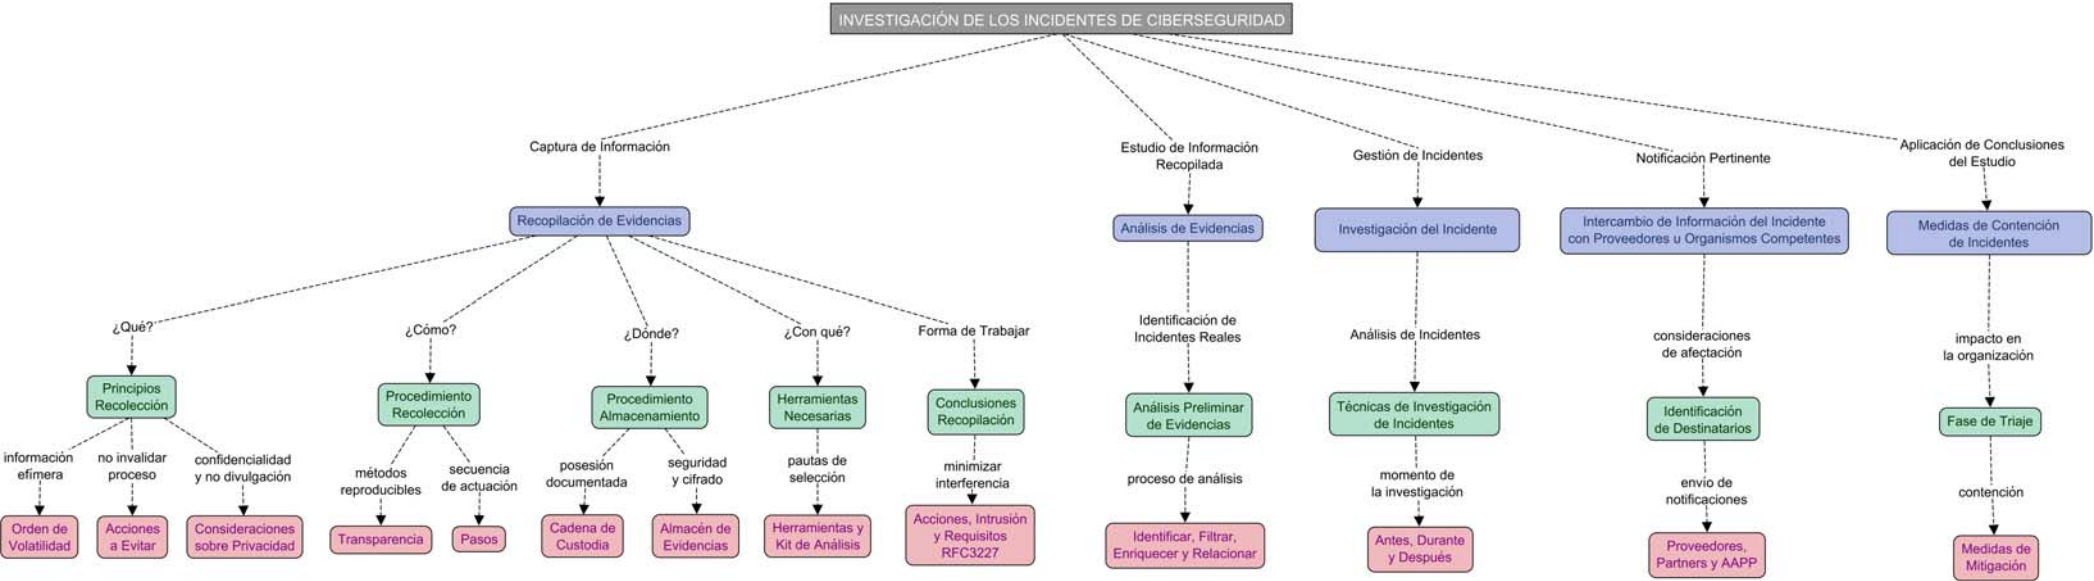 INVESTIGACIÓN DE LOS INCIDENTES DE CIBERSEGURIDAD
Captura de Información
Estudio de Información
Recopilada
Gestión de Incidentes
Notificación Pertinente
Aplicación de Conclusiones
del Estudio
Recopilación de Evidencias
Análisis de Evidencias
Investigación del Incidente
Intercambio de Información del Incidente
con Proveedores u Organismos Competentes
Medidas de Contención
de Incidentes
¿Qué?
¿Cómo?
¿Dónde?
¿Con qué?
Forma de Trabajar
Identificación de
Incidentes Reales
Análisis de Incidentes
consideraciones
de afectación
impacto en
la organización
Principios
Recolección
Procedimiento
Recolección
Procedimiento
Almacenamiento
Herramientas
Necesarias
Conclusiones
Recopilación
Análisis Preliminar
de Evidencias
Técnicas de Investigación
de Incidentes
Identificación
de Destinatarios
Fase de Triaje
información
efímera
no invalidar
proceso
confidencialidad
y no divulgación
métodos
reproducibles
secuencia
de actuación
posesión
documentada
seguridad
y cifrado
pautas de
selección
minimizar
interferencia
proceso de análisis
momento de
la investigación
envío de
notificaciones
contención
Orden de
Volatilidad
Acciones
a Evitar
Consideraciones
sobre Privacidad
Transparencia
Pasos
Cadena de
Custodia
Almacén de
Evidencias
Herramientas y
Kit de Análisis
Acciones, Intrusión
y Requisitos
RFC3227
Identificar, Filtrar,
Enriquecer y Relacionar
Antes, Durante
y Después
Proveedores,
Partners y AAPP
Medidas de
Mitigación